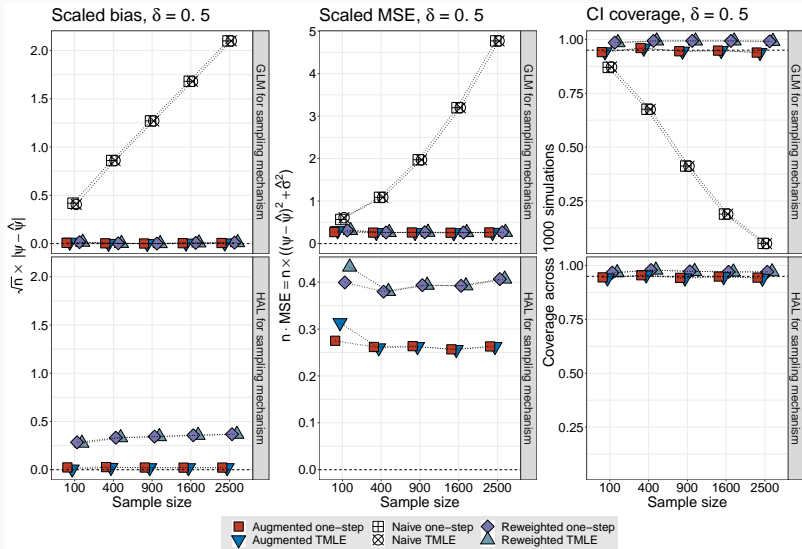 Scaled bias, δ = 0. 5
Scaled MSE, δ = 0. 5
CI coverage, δ = 0. 5
√n × |ψ − ψ̂|
2.0
1.5
1.0
0.5
0.0
GLM for sampling mechanism
2.0
1.5
1.0
0.5
0.0
HAL for sampling mechanism
100 400 900 1600 2500
Sample size
n ⋅ MSE = n × ((ψ − ψ̂)² + σ̂²)
5
4
3
2
1
0
GLM for sampling mechanism
0.4
0.3
0.2
0.1
0.0
HAL for sampling mechanism
100 400 900 1600 2500
Sample size
Coverage across 1000 simulations
1.00
0.75
0.50
0.25
GLM for sampling mechanism
1.00
0.75
0.50
0.25
HAL for sampling mechanism
100 400 900 1600 2500
Sample size
Augmented one-step
Naive one-step
Reweighted one-step
Augmented TMLE
Naive TMLE
Reweighted TMLE